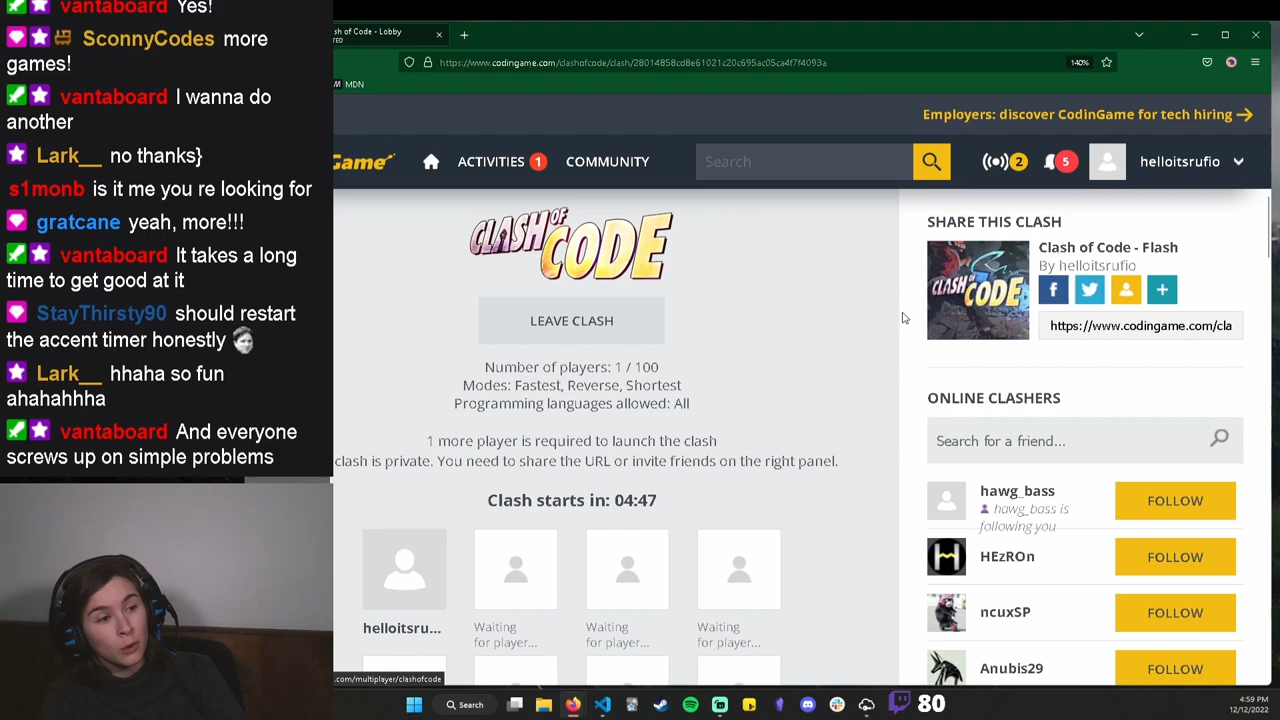 vantaboard Yes!
SconnyCodes more
games!
vantaboard I wanna do
another
Lark__ no thanks}
s1monb is it me you re looking for
gratcane yeah, more!!!
vantaboard It takes a long
time to get good at it
StayThirsty90 should restart
the accent timer honestly
Lark__ hhaha so fun
ahahahhha
vantaboard And everyone
screws up on simple problems
sh of Code - Lobby
https://www.codingame.com/clashofcode/clash/28014858cd8e61021c20c695ac05ca4f7f4093a
140%
MDN
Employers: discover CodinGame for tech hiring
Game
ACTIVITIES 1
COMMUNITY
Search
2
5
helloitsrufio
CLASH OF CODE
LEAVE CLASH
Number of players: 1 / 100
Modes: Fastest, Reverse, Shortest
Programming languages allowed: All
1 more player is required to launch the clash
clash is private. You need to share the URL or invite friends on the right panel.
Clash starts in: 04:47
helloitsru...
Waiting
for player...
Waiting
for player...
Waiting
for player...
SHARE THIS CLASH
CLASH OF CODE
Clash of Code - Flash
By helloitsrufio
https://www.codingame.com/cla
ONLINE CLASHERS
Search for a friend...
hawg_bass
hawg_bass is
following you
FOLLOW
HEzROn
FOLLOW
ncuxSP
FOLLOW
Anubis29
FOLLOW
.com/multiplayer/clashofcode
Search
80
4:59 PM
12/12/2022